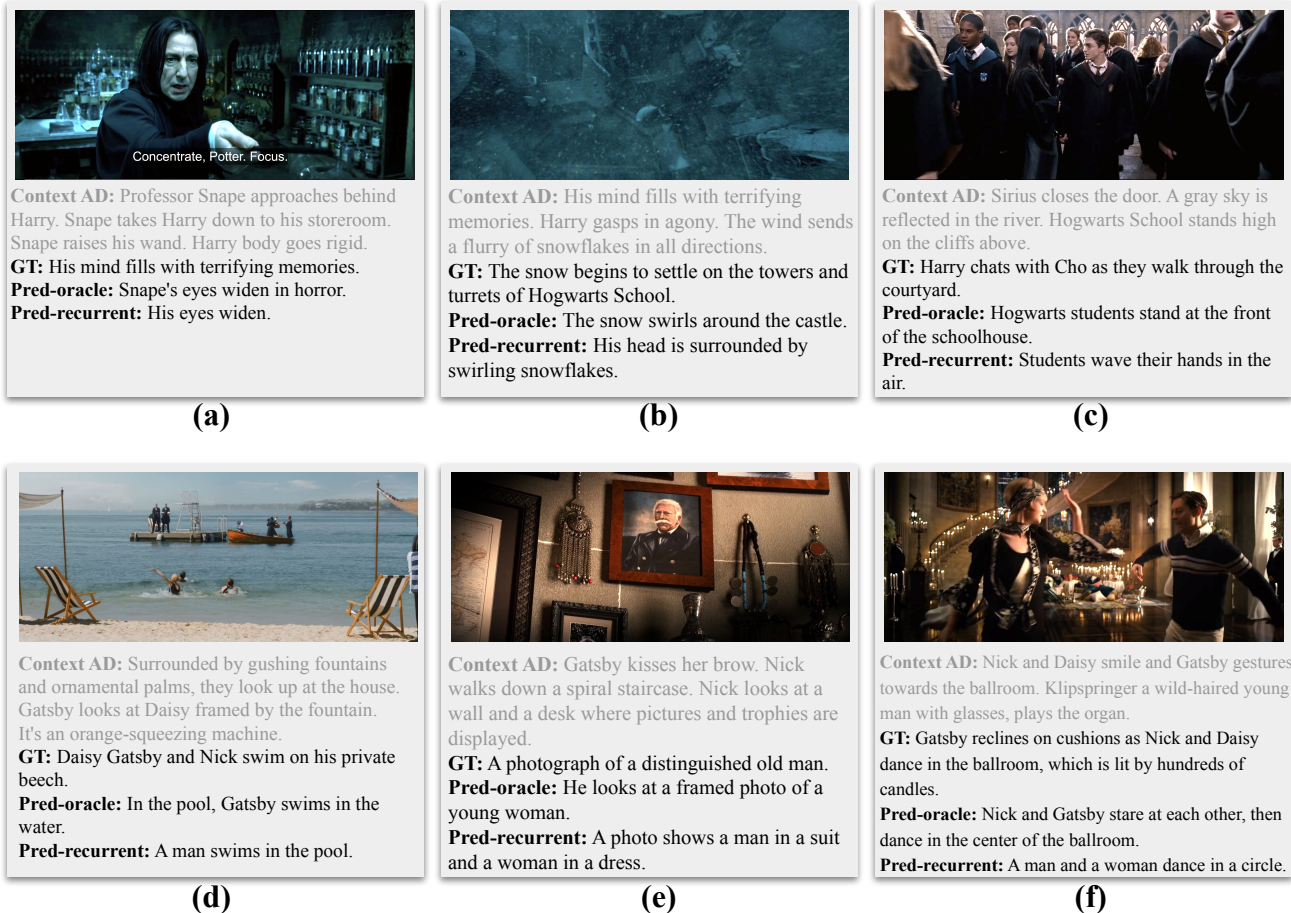 Concentrate, Potter. Focus.
Context AD: Professor Snape approaches behind
Harry. Snape takes Harry down to his storeroom.
Snape raises his wand. Harry body goes rigid.
GT: His mind fills with terrifying memories.
Pred-oracle: Snape's eyes widen in horror.
Pred-recurrent: His eyes widen.
(a)
Context AD: His mind fills with terrifying
memories. Harry gasps in agony. The wind sends
a flurry of snowflakes in all directions.
GT: The snow begins to settle on the towers and
turrets of Hogwarts School.
Pred-oracle: The snow swirls around the castle.
Pred-recurrent: His head is surrounded by
swirling snowflakes.
(b)
Context AD: Sirius closes the door. A gray sky is
reflected in the river. Hogwarts School stands high
on the cliffs above.
GT: Harry chats with Cho as they walk through the
courtyard.
Pred-oracle: Hogwarts students stand at the front
of the schoolhouse.
Pred-recurrent: Students wave their hands in the
air.
(c)
Context AD: Surrounded by gushing fountains
and ornamental palms, they look up at the house.
Gatsby looks at Daisy framed by the fountain.
It's an orange-squeezing machine.
GT: Daisy Gatsby and Nick swim on his private
beech.
Pred-oracle: In the pool, Gatsby swims in the
water.
Pred-recurrent: A man swims in the pool.
(d)
Context AD: Gatsby kisses her brow. Nick
walks down a spiral staircase. Nick looks at a
wall and a desk where pictures and trophies are
displayed.
GT: A photograph of a distinguished old man.
Pred-oracle: He looks at a framed photo of a
young woman.
Pred-recurrent: A photo shows a man in a suit
and a woman in a dress.
(e)
Context AD: Nick and Daisy smile and Gatsby gestures
towards the ballroom. Klipspringer a wild-haired young
man with glasses, plays the organ.
GT: Gatsby reclines on cushions as Nick and Daisy
dance in the ballroom, which is lit by hundreds of
candles.
Pred-oracle: Nick and Gatsby stare at each other, then
dance in the center of the ballroom.
Pred-recurrent: A man and a woman dance in a circle.
(f)